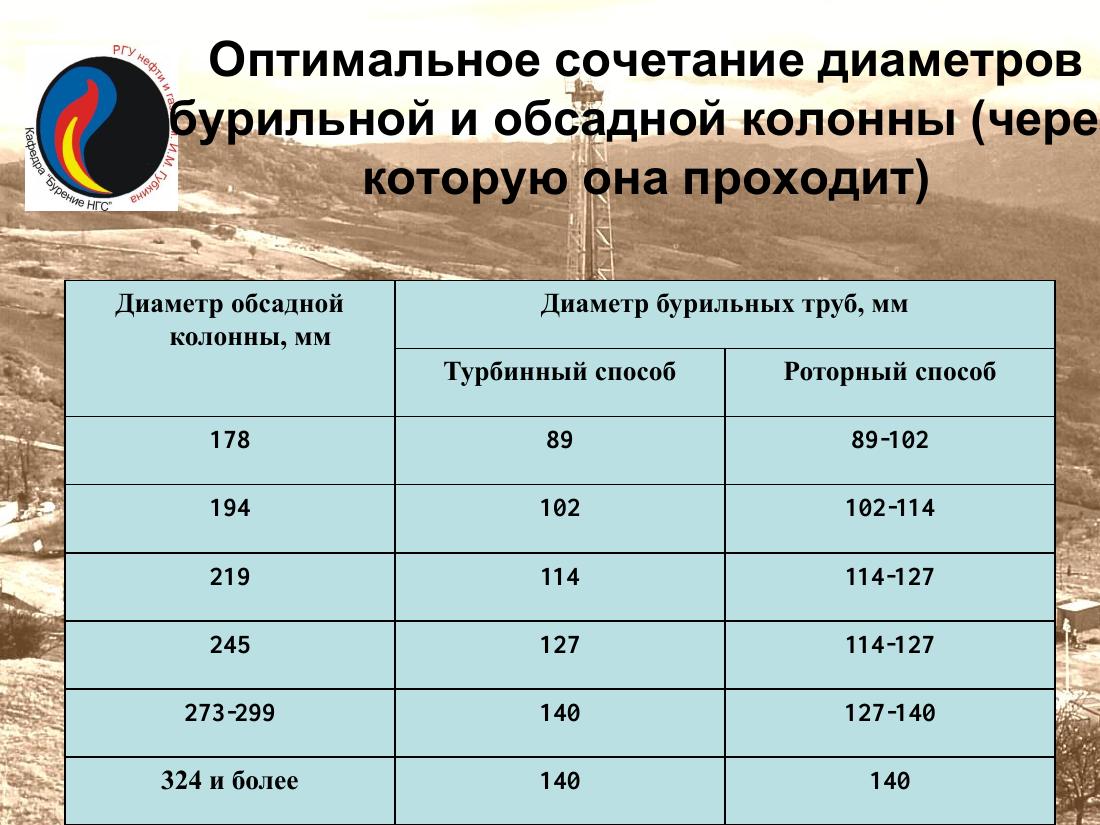 РГУ нефти и газа им. И.М. Губкина
Кафедра "Бурение НГС"
Оптимальное сочетание диаметров
бурильной и обсадной колонны (чере
которую она проходит)
Диаметр обсадной
колонны, мм
Диаметр бурильных труб, мм
Турбинный способ
Роторный способ
178
89
89-102
194
102
102-114
219
114
114-127
245
127
114-127
273-299
140
127-140
324 и более
140
140